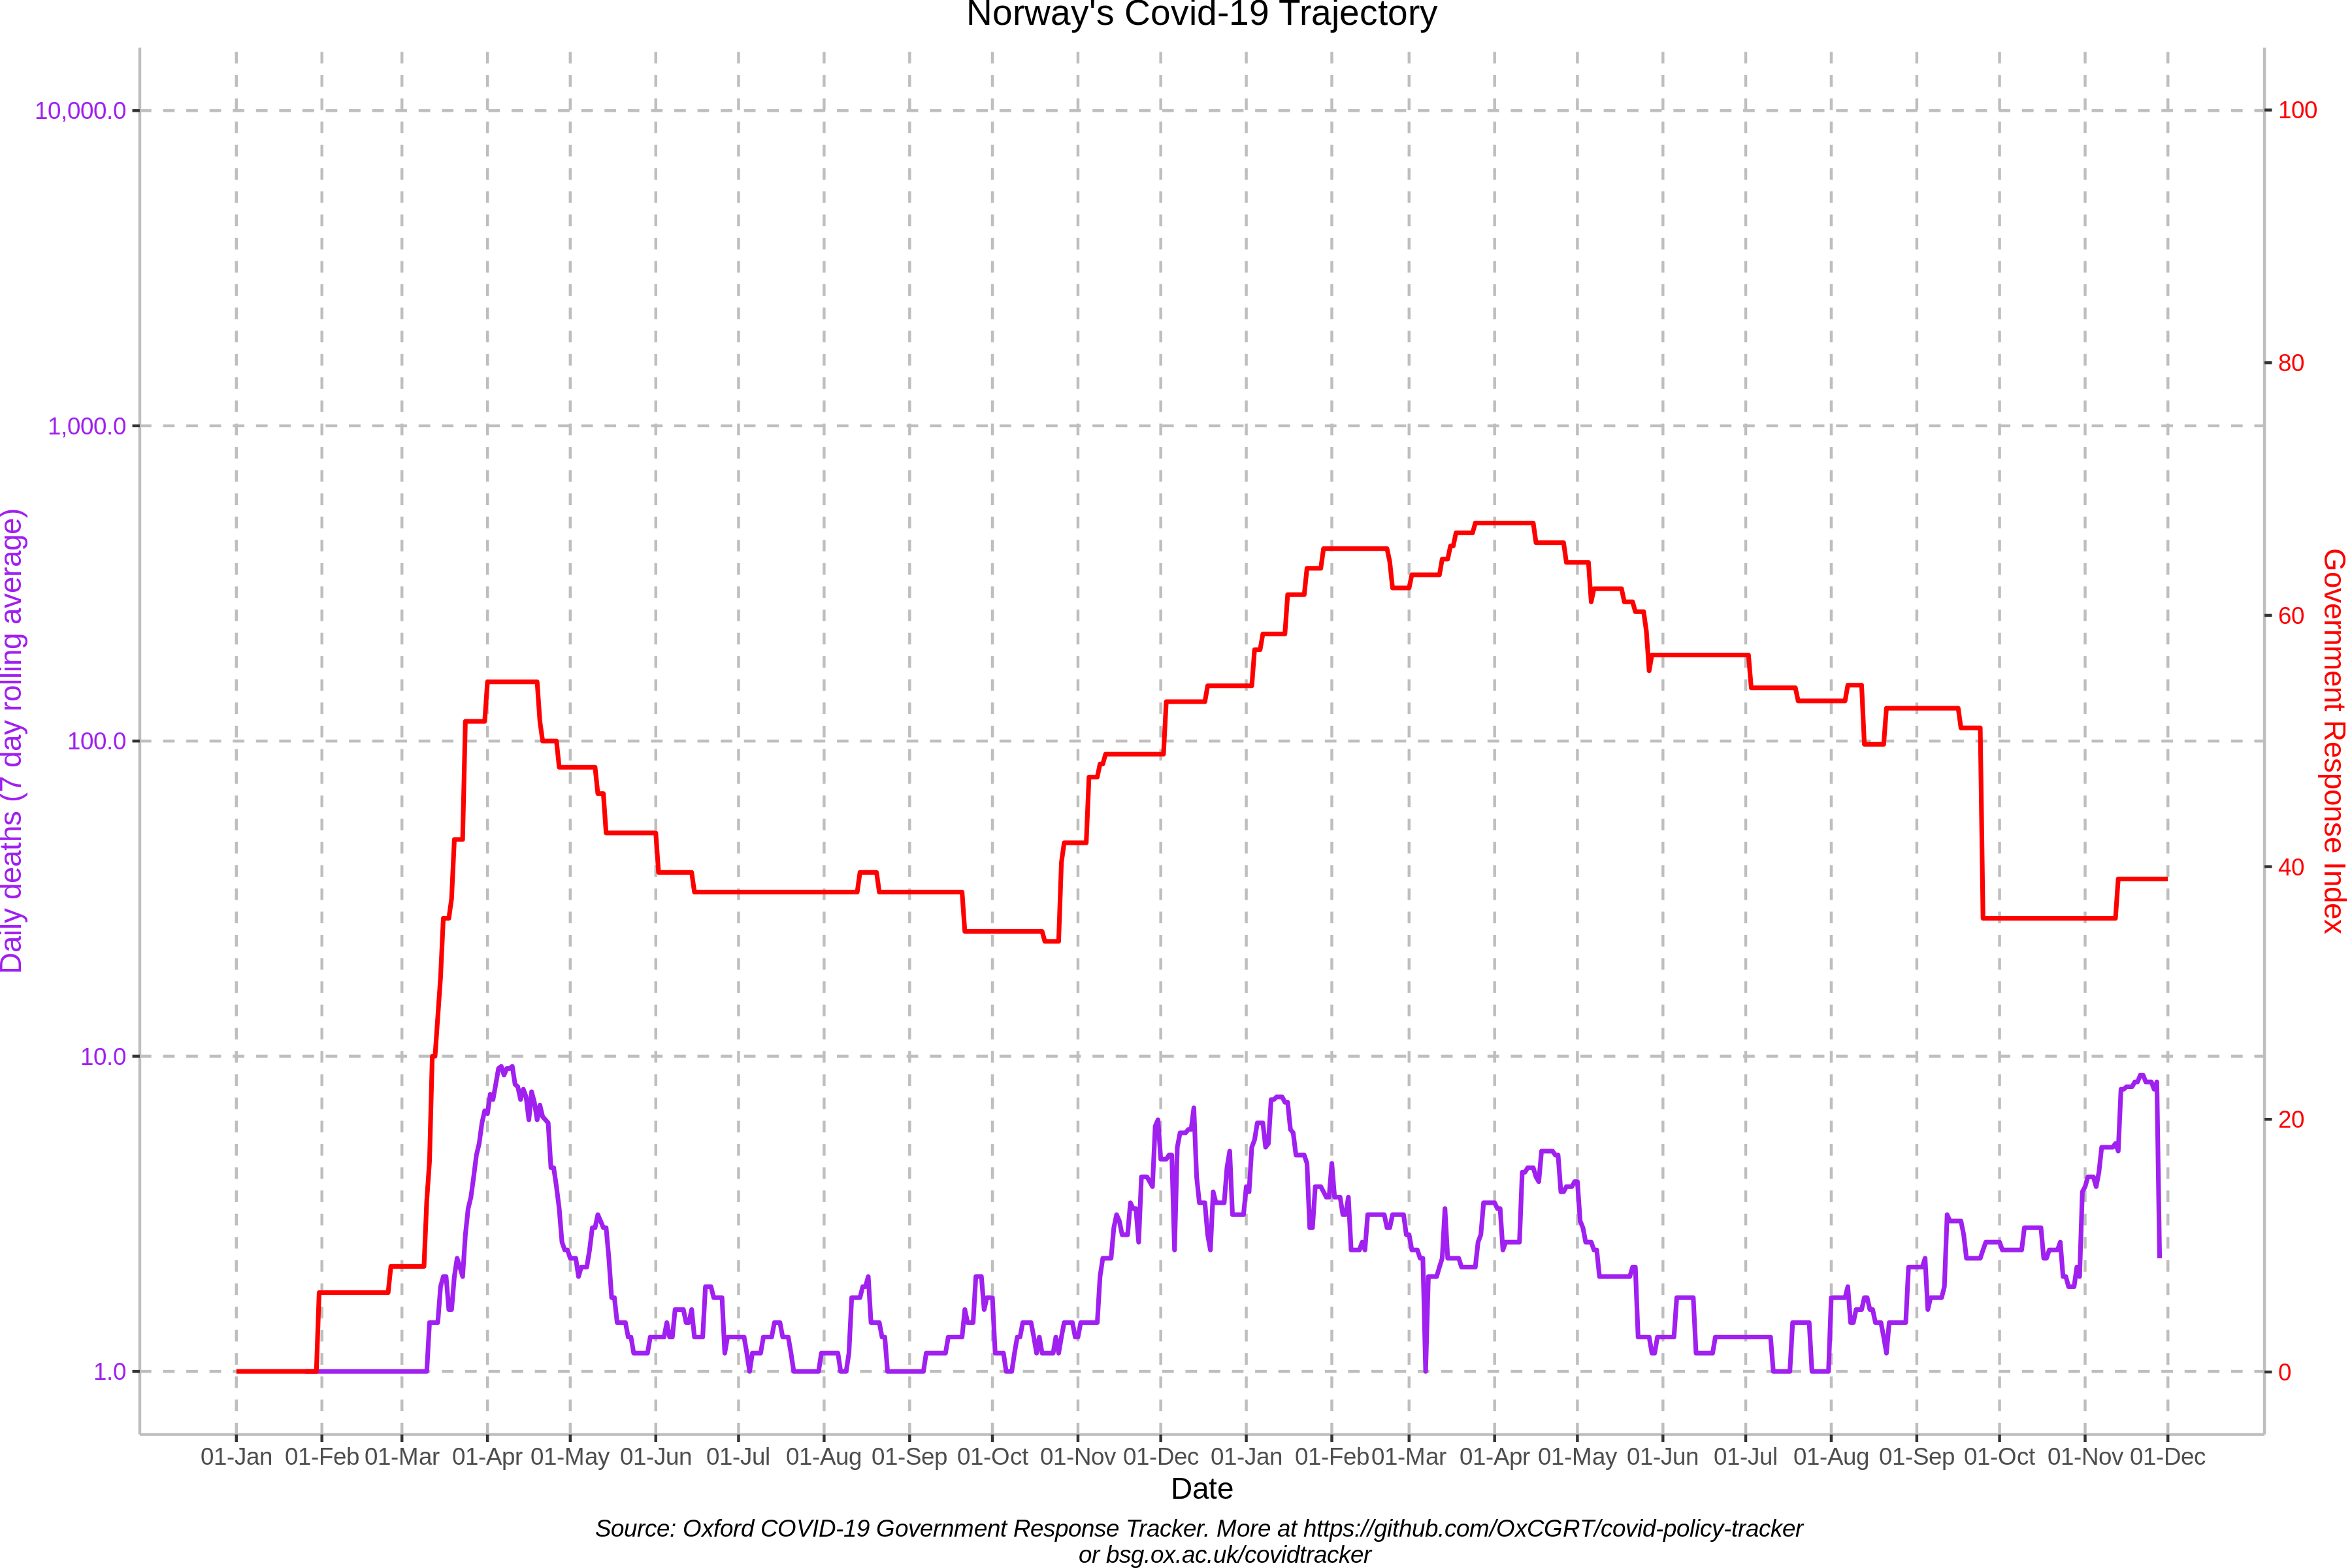 Norway's Covid-19 Trajectory
10,000.0
1,000.0
100.0
10.0
1.0
Daily deaths (7 day rolling average)
100
80
60
40
20
0
Government Response Index
01-Jan 01-Feb 01-Mar 01-Apr 01-May 01-Jun 01-Jul 01-Aug 01-Sep 01-Oct 01-Nov 01-Dec 01-Jan 01-Feb 01-Mar 01-Apr 01-May 01-Jun 01-Jul 01-Aug 01-Sep 01-Oct 01-Nov 01-Dec
Date
Source: Oxford COVID-19 Government Response Tracker. More at https://github.com/OxCGRT/covid-policy-tracker
or bsg.ox.ac.uk/covidtracker